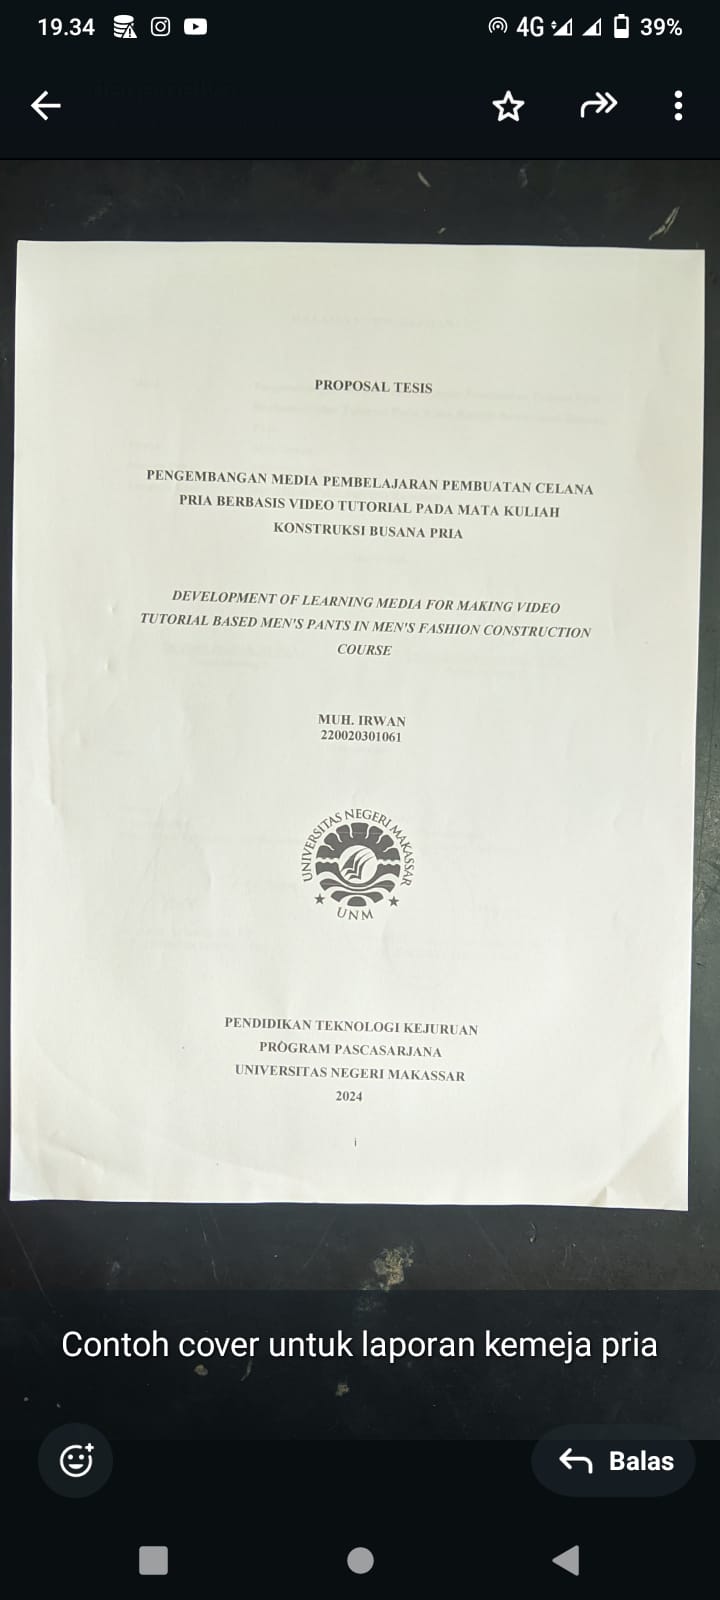 19.34
4G
39%
PROPOSAL TESIS
PENGEMBANGAN MEDIA PEMBELAJARAN PEMBUATAN CELANA
PRIA BERBASIS VIDEO TUTORIAL PADA MATA KULIAH
KONSTRUKSI BUSANA PRIA
DEVELOPMENT OF LEARNING MEDIA FOR MAKING VIDEO
TUTORIAL BASED MEN'S PANTS IN MEN'S FASHION CONSTRUCTION
COURSE
MUH. IRWAN
220020301061
UNIVERSITAS NEGERI MAKASSAR
UNM
PENDIDIKAN TEKNOLOGI KEJURUAN
PROGRAM PASCASARJANA
UNIVERSITAS NEGERI MAKASSAR
2024
i
Contoh cover untuk laporan kemeja pria
Balas